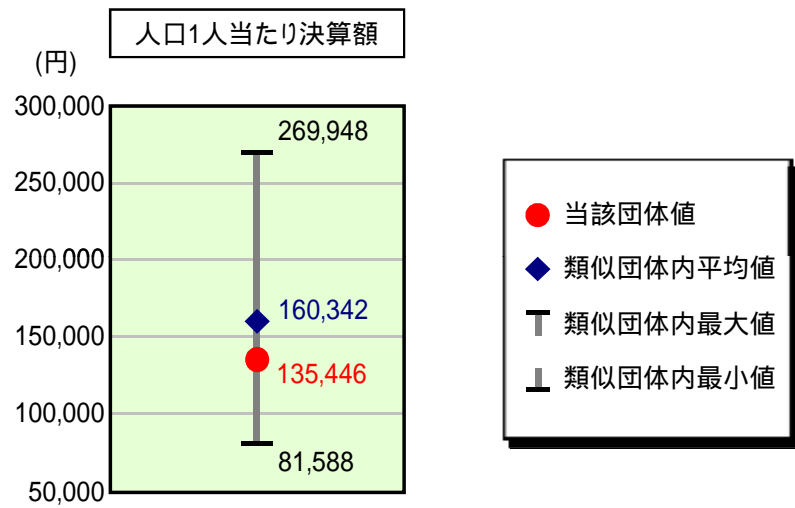 人口1人当たり決算額
(円)
300,000
269,948
250,000
200,000
160,342
150,000
135,446
100,000
81,588
50,000
当該団体値
類似団体内平均値
類似団体内最大値
類似団体内最小値